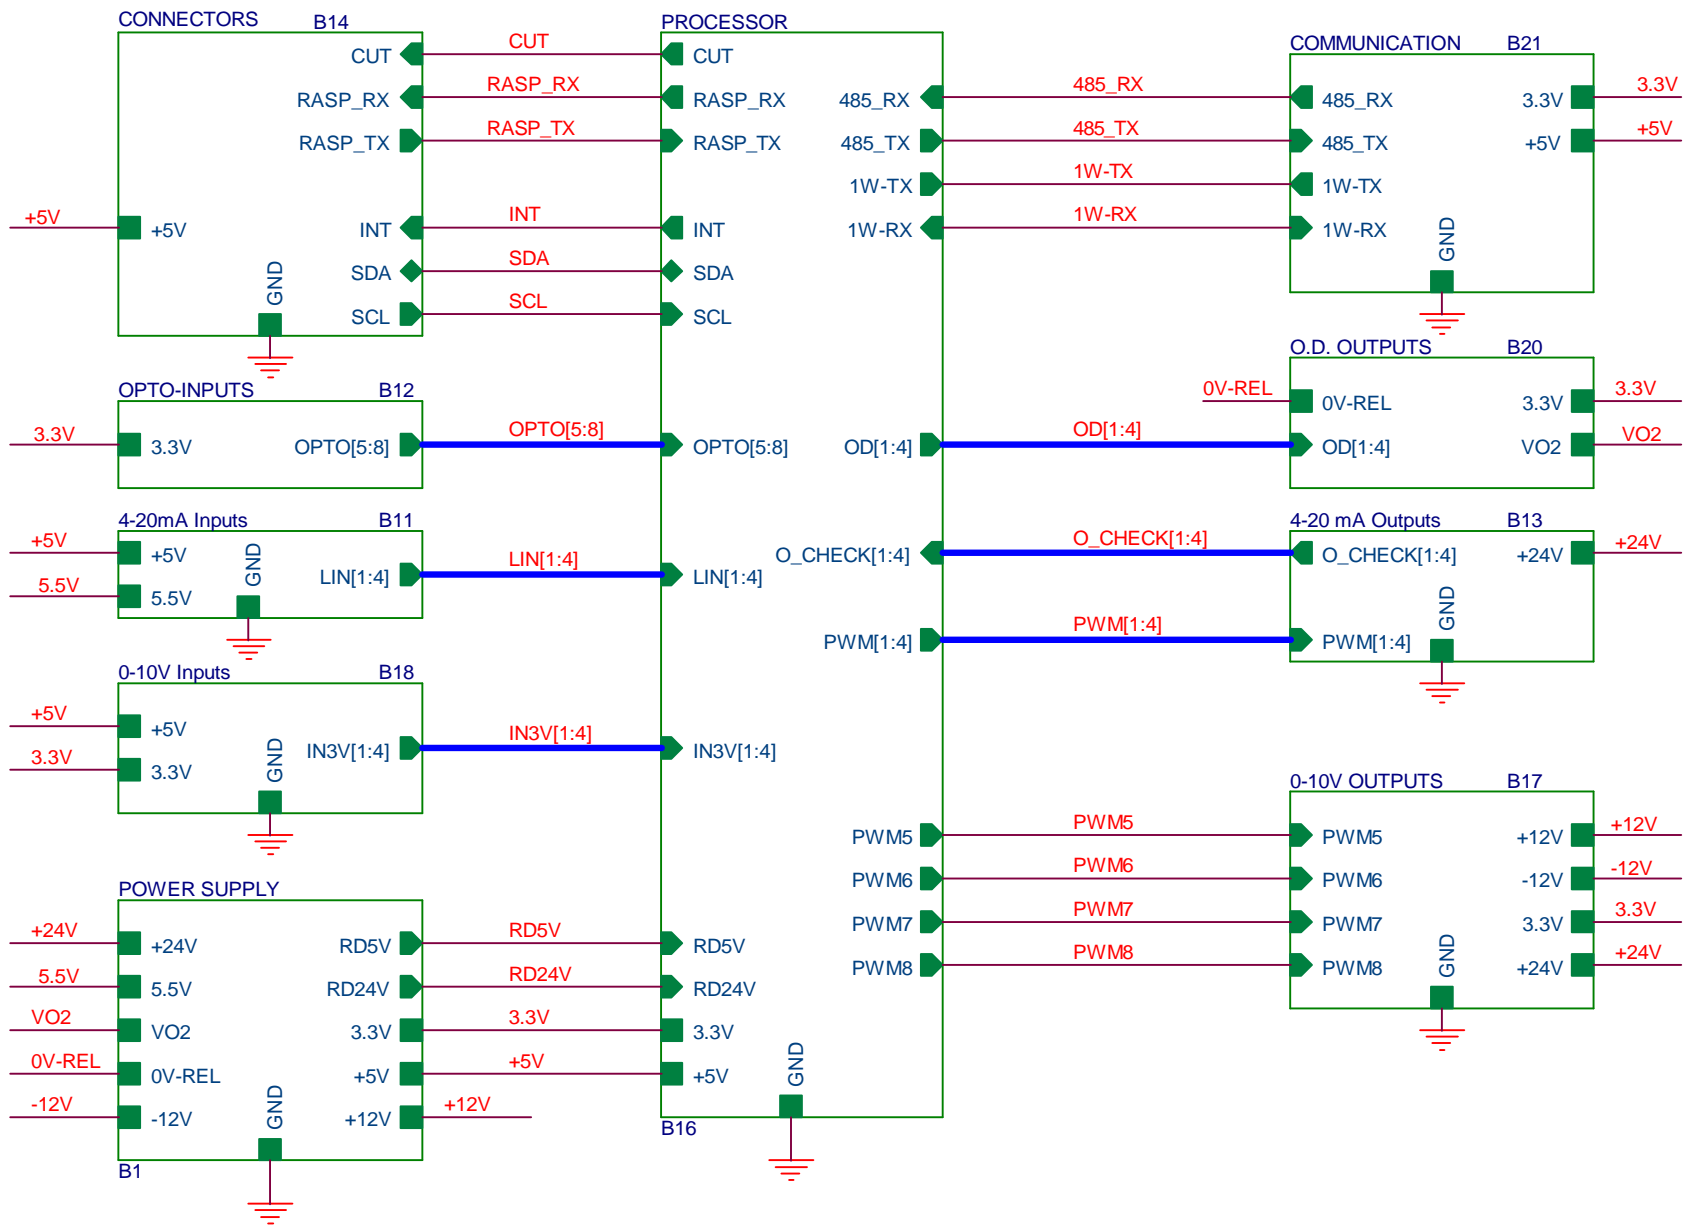 CONNECTORS B14
CUT
RASP_RX
RASP_TX
+5V
+5V
INT
SDA
SCL
GND
CUT
RASP_RX
RASP_TX
INT
SDA
SCL
OPTO-INPUTS B12
3.3V
3.3V
OPTO[5:8]
OPTO[5:8]
4-20mA Inputs B11
+5V
+5V
5.5V
5.5V
GND
LIN[1:4]
LIN[1:4]
0-10V Inputs B18
+5V
+5V
3.3V
3.3V
GND
IN3V[1:4]
IN3V[1:4]
POWER SUPPLY
+24V
+24V
5.5V
5.5V
VO2
VO2
0V-REL
0V-REL
-12V
-12V
GND
RD5V
RD24V
3.3V
+5V
+12V
B1
RD5V
RD24V
3.3V
+5V
+12V
PROCESSOR
CUT
RASP_RX
RASP_TX
INT
SDA
SCL
OPTO[5:8]
LIN[1:4]
IN3V[1:4]
RD5V
RD24V
3.3V
+5V
485_RX
485_TX
1W-TX
1W-RX
OD[1:4]
O_CHECK[1:4]
PWM[1:4]
PWM5
PWM6
PWM7
PWM8
GND
B16
485_RX
485_TX
1W-TX
1W-RX
COMMUNICATION B21
485_RX
485_TX
1W-TX
1W-RX
3.3V
3.3V
+5V
+5V
GND
O.D. OUTPUTS B20
0V-REL
0V-REL
OD[1:4]
OD[1:4]
3.3V
3.3V
VO2
VO2
4-20 mA Outputs B13
O_CHECK[1:4]
O_CHECK[1:4]
PWM[1:4]
PWM[1:4]
+24V
+24V
GND
0-10V OUTPUTS B17
PWM5
PWM5
PWM6
PWM6
PWM7
PWM7
PWM8
PWM8
+12V
+12V
-12V
-12V
3.3V
3.3V
+24V
+24V
GND